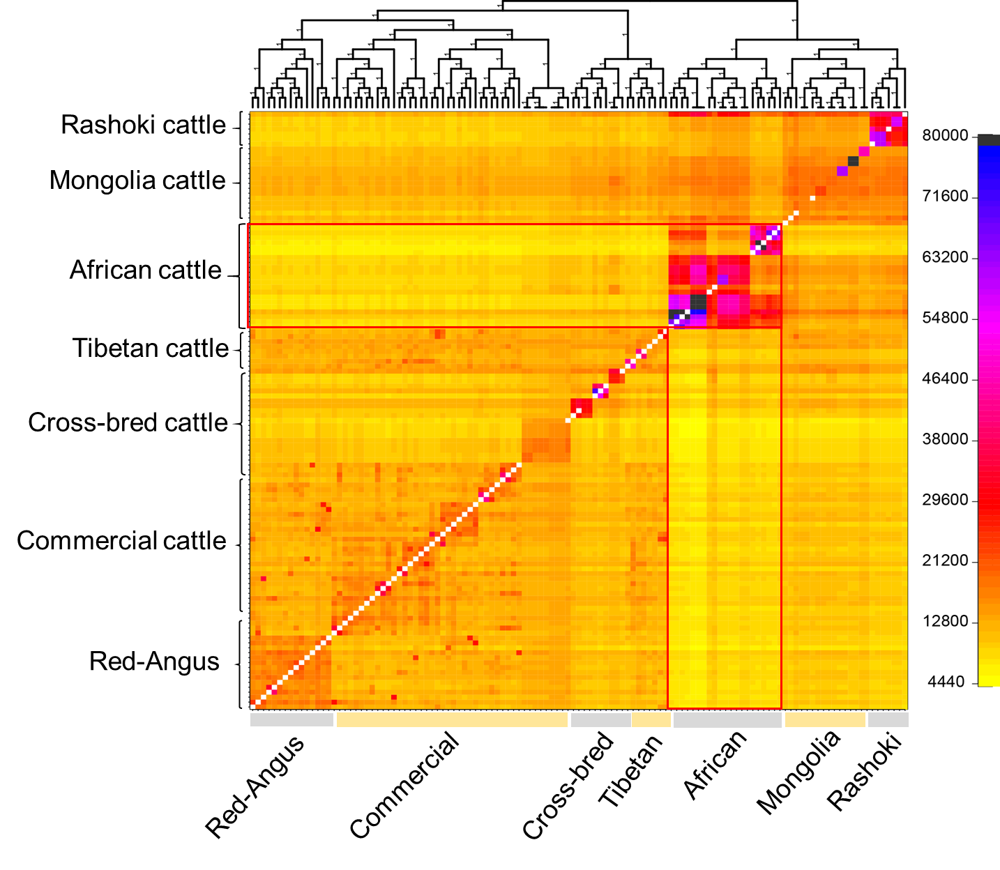 Rashoki cattle
Mongolia cattle
African cattle
Tibetan cattle
Cross-bred cattle
Commercial cattle
Red-Angus
80000
71600
63200
54800
46400
38000
29600
21200
12800
4440
Red-Angus
Commercial
Cross-bred
Tibetan
African
Mongolia
Rashoki